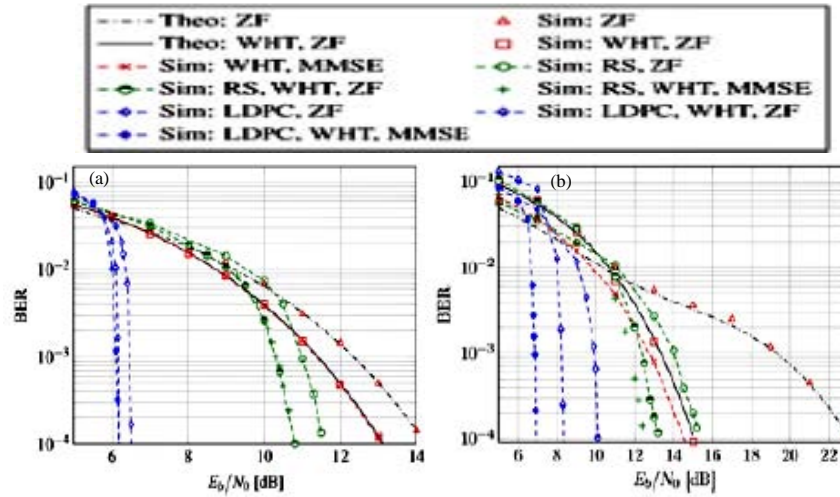 Theo: ZF
Sim: ZF
Theo: WHT, ZF
Sim: WHT, ZF
Sim: WHT, MMSE
Sim: RS, ZF
Sim: RS, WHT, ZF
Sim: RS, WHT, MMSE
Sim: LDPC, ZF
Sim: LDPC, WHT, ZF
Sim: LDPC, WHT, MMSE
(a)
10⁻¹
10⁻²
10⁻³
10⁻⁴
BER
6 8 10 12 14
E_b/N_0 [dB]
(b)
10⁻¹
10⁻²
10⁻³
10⁻⁴
BER
6 8 10 12 14 16 18 20 22
E_b/N_0 [dB]